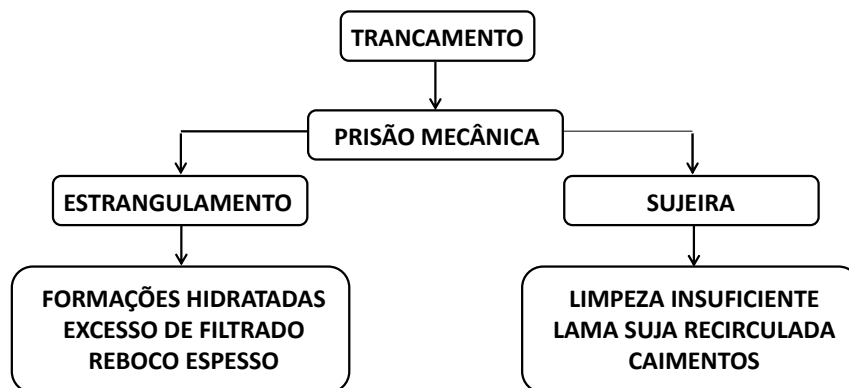 TRANCAMENTO
PRISÃO MECÂNICA
ESTRANGULAMENTO
SUJEIRA
FORMAÇÕES HIDRATADAS
EXCESSO DE FILTRADO
REBOCO ESPESSO
LIMPEZA INSUFICIENTE
LAMA SUJA RECIRCULADA
CAIMENTOS